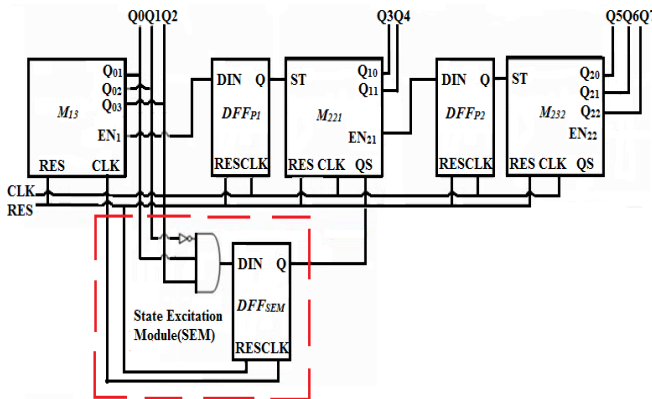 Q0Q1Q2
Q3Q4
Q5Q6Q7
Q01
Q02
Q03
M13
EN1
RES CLK
DIN Q
DFFP1
RESCLK
ST
Q10
Q11
M221
EN21
RES CLK QS
DIN Q
DFFP2
RESCLK
ST
Q20
Q21
Q22
M232
EN22
RES CLK QS
CLK
RES
DIN Q
DFFSEM
RESCLK
State Excitation
Module(SEM)